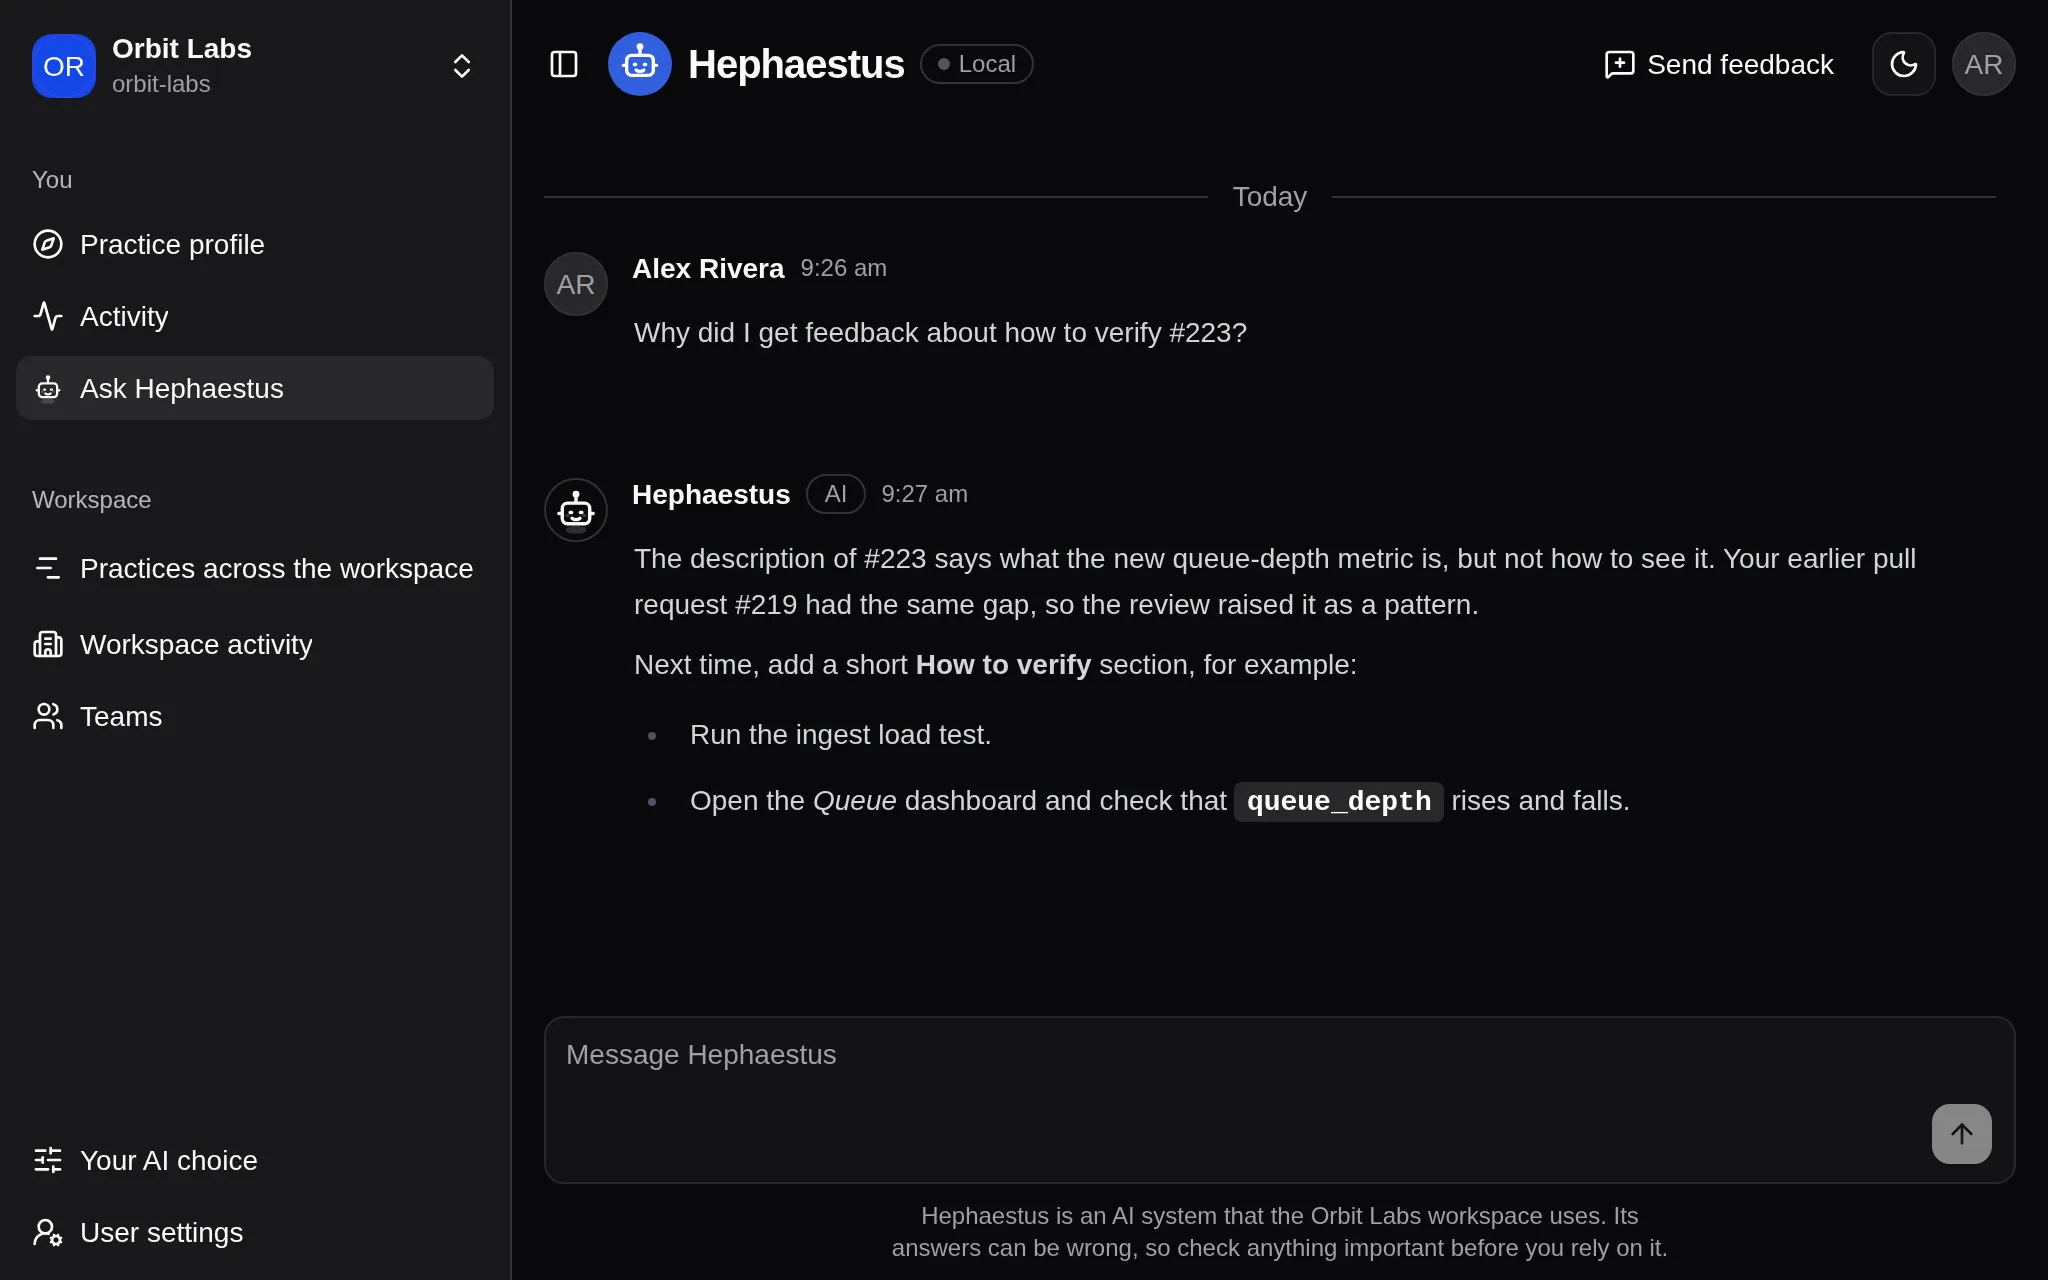 OR
Orbit Labs
orbit-labs
You
Practice profile
Activity
Ask Hephaestus
Workspace
Practices across the workspace
Workspace activity
Teams
Your AI choice
User settings
Hephaestus
Local
Send feedback
AR
Today
AR
Alex Rivera 9:26 am
Why did I get feedback about how to verify #223?
Hephaestus AI 9:27 am
The description of #223 says what the new queue-depth metric is, but not how to see it. Your earlier pull
request #219 had the same gap, so the review raised it as a pattern.
Next time, add a short How to verify section, for example:
Run the ingest load test.
Open the Queue dashboard and check that queue_depth rises and falls.
Message Hephaestus
Hephaestus is an AI system that the Orbit Labs workspace uses. Its
answers can be wrong, so check anything important before you rely on it.